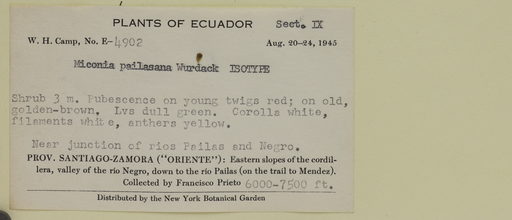 PLANTS OF ECUADOR Sect. IX
W. H. Camp, No. E-4902 Aug. 20–24, 1945
Miconia pailasana Wurdack ISOTYPE
Shrub 3 m. Pubescence on young twigs red; on old,
golden-brown. Lvs dull green. Corolla white,
filaments white, anthers yellow.
Near junction of rios Pailas and Negro.
PROV. SANTIAGO-ZAMORA ("ORIENTE"): Eastern slopes of the cordil-
lera, valley of the río Negro, down to the río Pailas (on the trail to Mendez).
Collected by Francisco Prieto 6000-7500 ft.
Distributed by the New York Botanical Garden